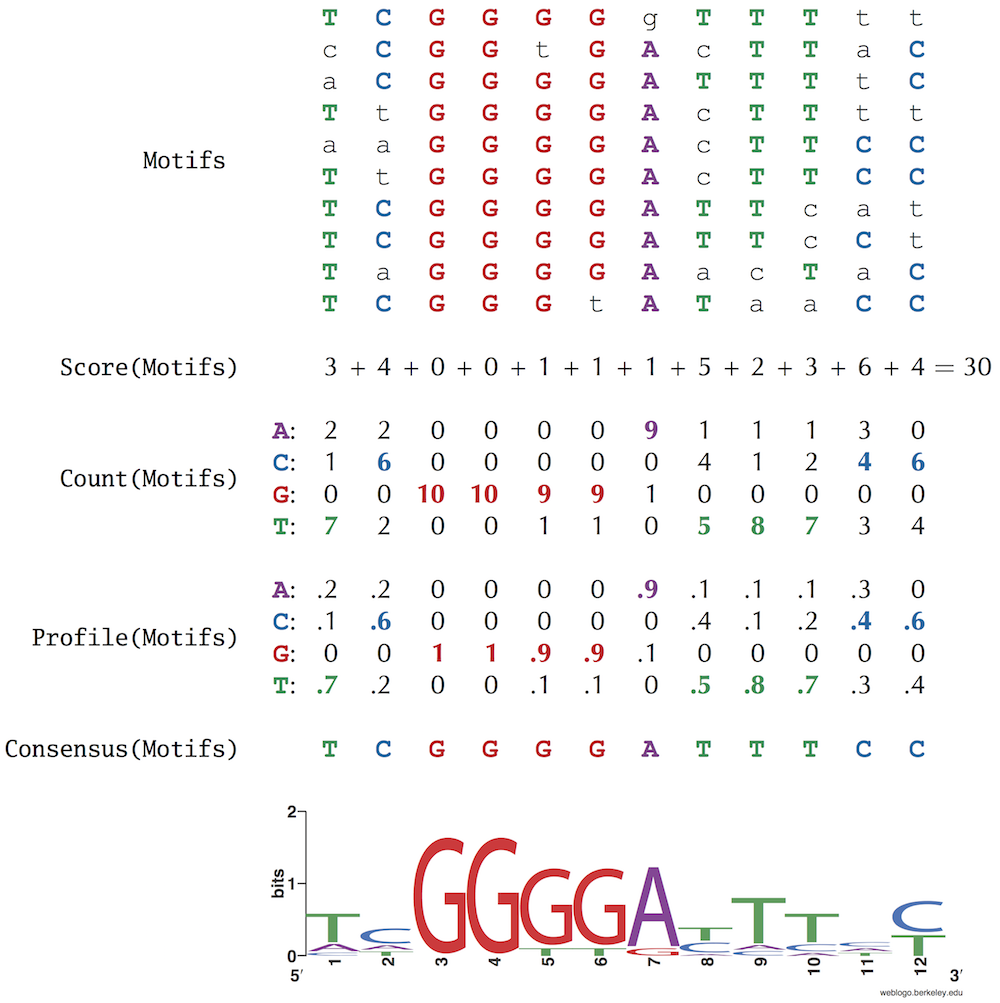 T C G G G G g T T T t t
c C G G t G A c T T a C
a C G G G G A T T T t C
T t G G G G A c T T t t
Motifs a a G G G G A c T T C C
T t G G G G A c T T C C
T C G G G G A T T c a t
T C G G G G A T T c C t
T a G G G G A a c T a C
T C G G G t A T a a C C
Score(Motifs) 3 + 4 + 0 + 0 + 1 + 1 + 1 + 5 + 2 + 3 + 6 + 4 = 30
A: 2 2 0 0 0 0 9 1 1 1 3 0
Count(Motifs) C: 1 6 0 0 0 0 0 4 1 2 4 6
G: 0 0 10 10 9 9 1 0 0 0 0 0
T: 7 2 0 0 1 1 0 5 8 7 3 4
A: .2 .2 0 0 0 0 .9 .1 .1 .1 .3 0
Profile(Motifs) C: .1 .6 0 0 0 0 0 .4 .1 .2 .4 .6
G: 0 0 1 1 .9 .9 .1 0 0 0 0 0
T: .7 .2 0 0 .1 .1 0 .5 .8 .7 .3 .4
Consensus(Motifs) T C G G G G A T T T C C
2
bits
1
T C G G G G A T T T C C
A A T T G C A C A T
0
5′ 1 2 3 4 5 6 7 8 9 10 11 12 3′
weblogo.berkeley.edu